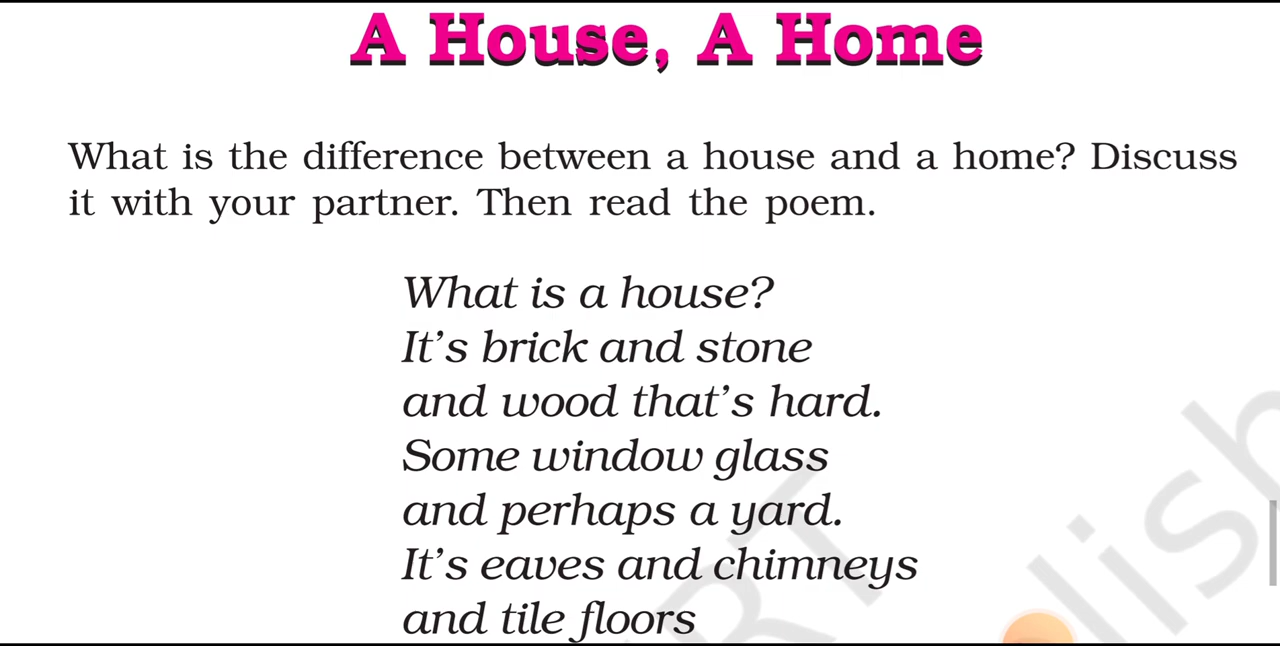 A House, A Home
What is the difference between a house and a home? Discuss
it with your partner. Then read the poem.
What is a house?
It's brick and stone
and wood that's hard.
Some window glass
and perhaps a yard.
It's eaves and chimneys
and tile floors